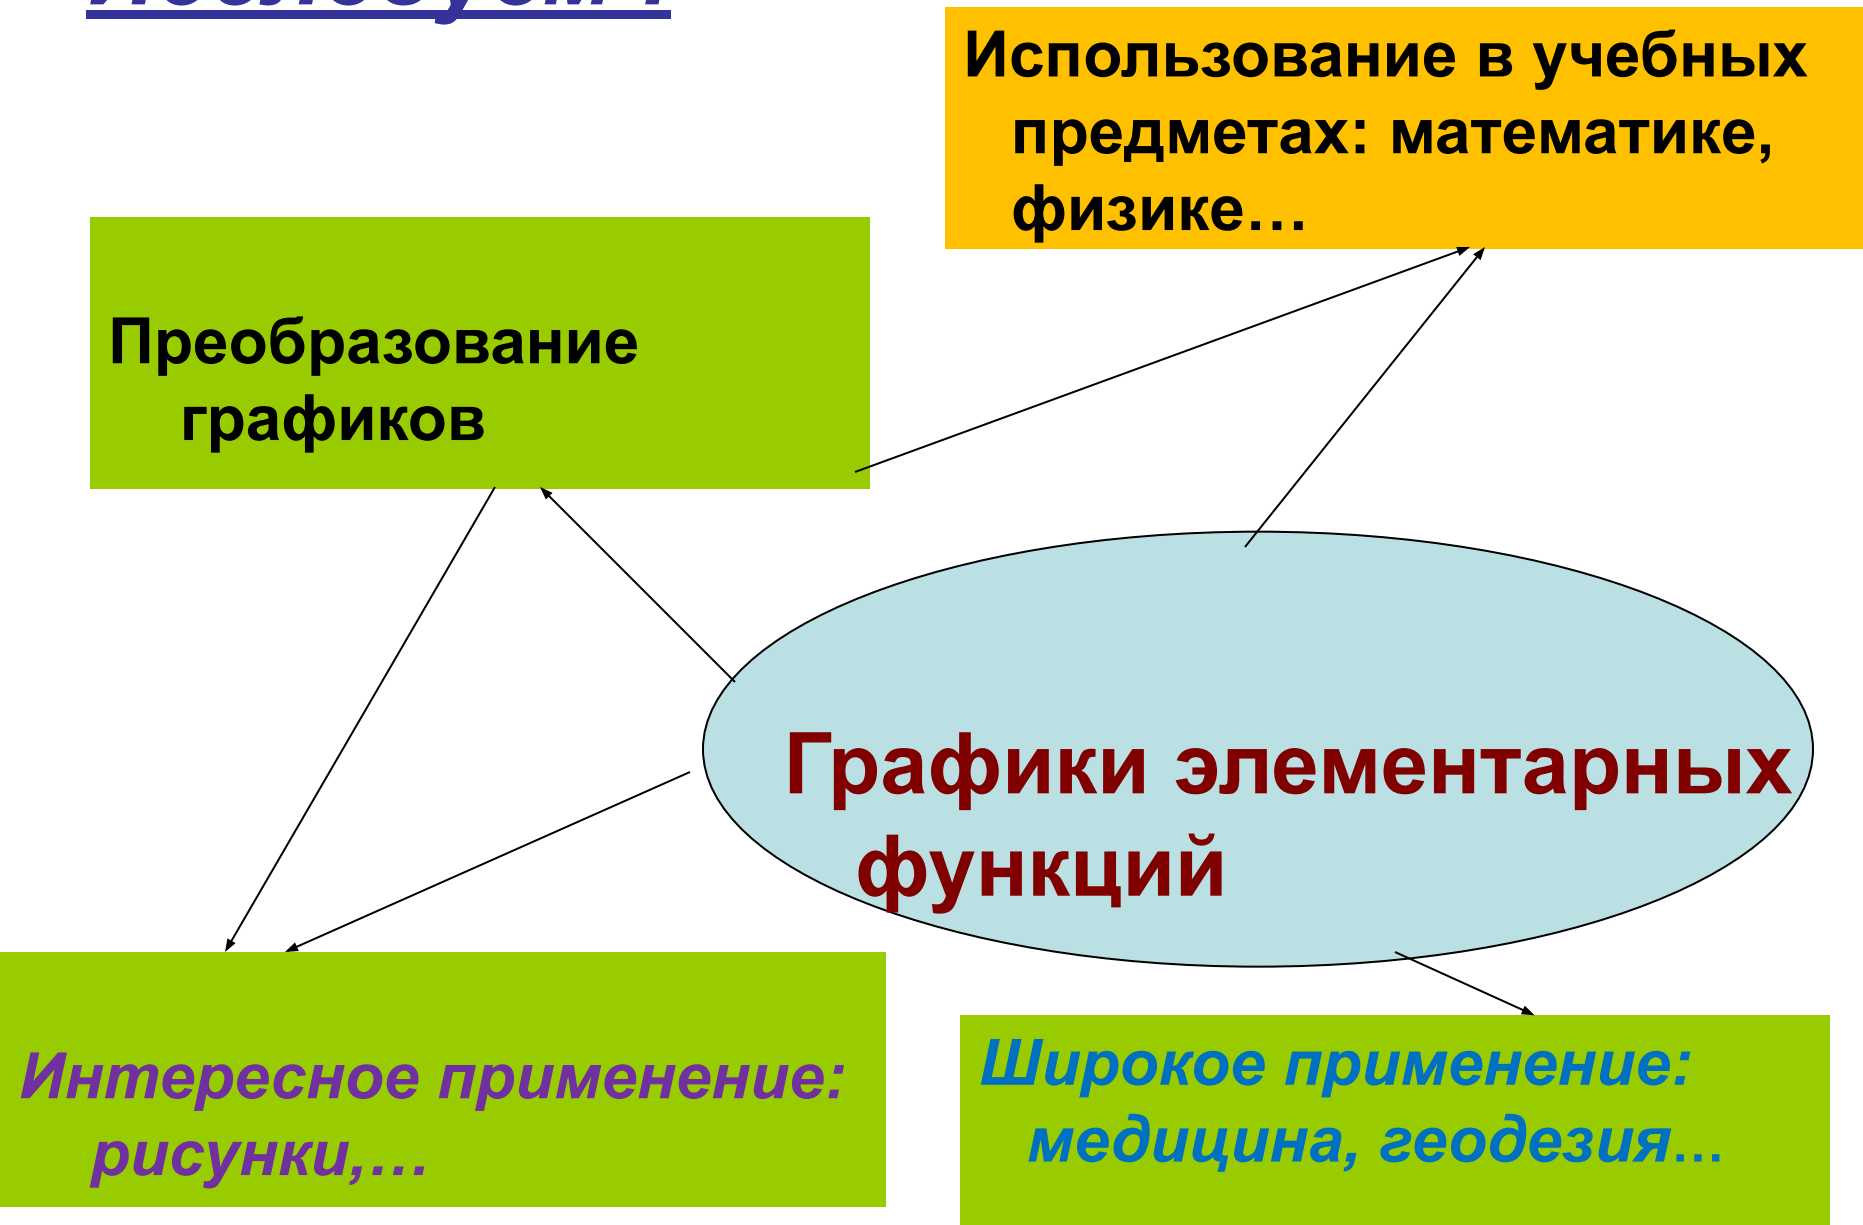 Использование в учебных
предметах: математике,
физике…
Преобразование
графиков
Графики элементарных
функций
Интересное применение:
рисунки,…
Широкое применение:
медицина, геодезия…